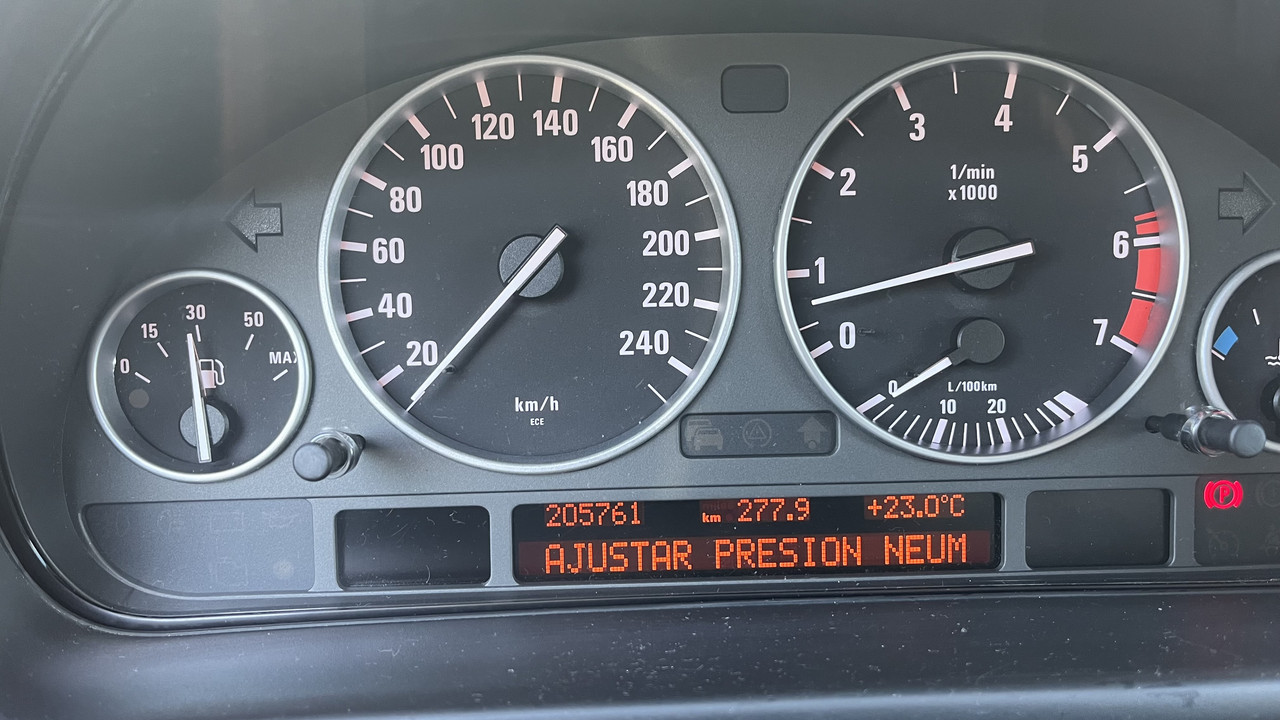 0 15 30 50 MAX
20 40 60 80 100 120 140 160 180 200 220 240
km/h
ECE
0 1 2 3 4 5 6 7
1/min
x 1000
0 10 20
L/100km
205761 km 277.9 +23.0°C
AJUSTAR PRESION NEUM
P